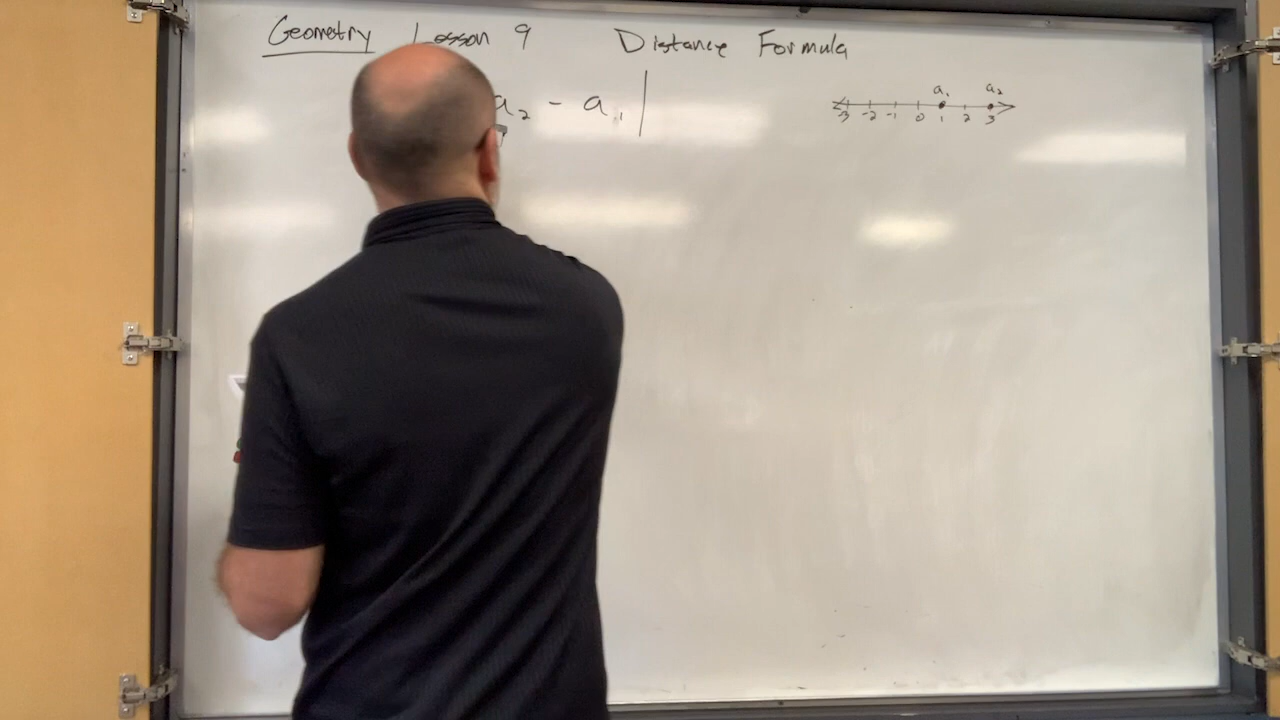 Geometry Lesson 9 Distance Formula
a₂ - a₁ |
a₁ a₂
-3 -2 -1 0 1 2 3